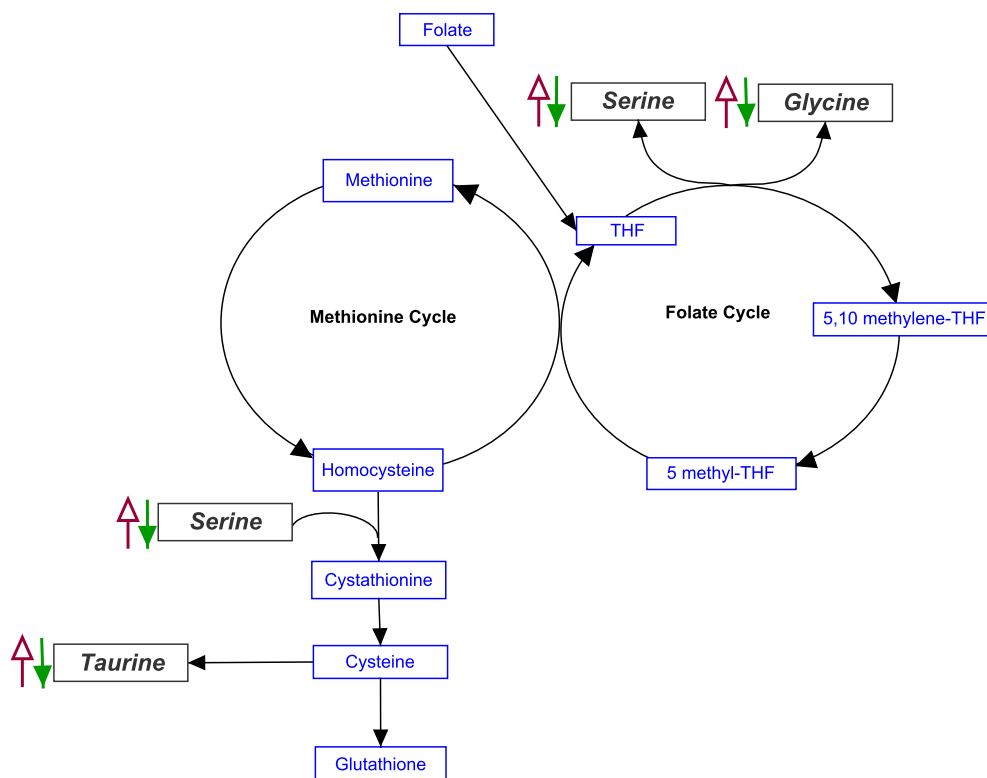 Folate
Serine
Glycine
Methionine
THF
Methionine Cycle
Folate Cycle
5,10 methylene-THF
Homocysteine
5 methyl-THF
Serine
Cystathionine
Taurine
Cysteine
Glutathione